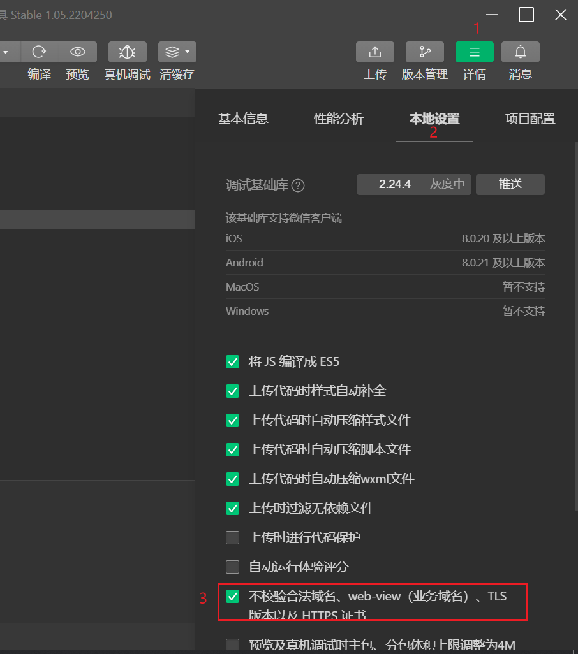 具 Stable 1.05.2204250
1
编译 预览 真机调试 清缓存 上传 版本管理 详情 消息
基本信息 性能分析 本地设置 项目配置
2
调试基础库 ? 2.24.4 灰度中 推送
该基础库支持微信客户端
iOS 8.0.20 及以上版本
Android 8.0.21 及以上版本
MacOS 暂不支持
Windows 暂不支持
将 JS 编译成 ES5
上传代码时样式自动补全
上传代码时自动压缩样式文件
上传代码时自动压缩脚本文件
上传代码时自动压缩wxml文件
上传时过滤无依赖文件
上传时进行代码保护
自动运行体验评分
3 不校验合法域名、web-view（业务域名）、TLS
版本以及 HTTPS 证书
预览及真机调试时主包、分包体积上限调整为4M